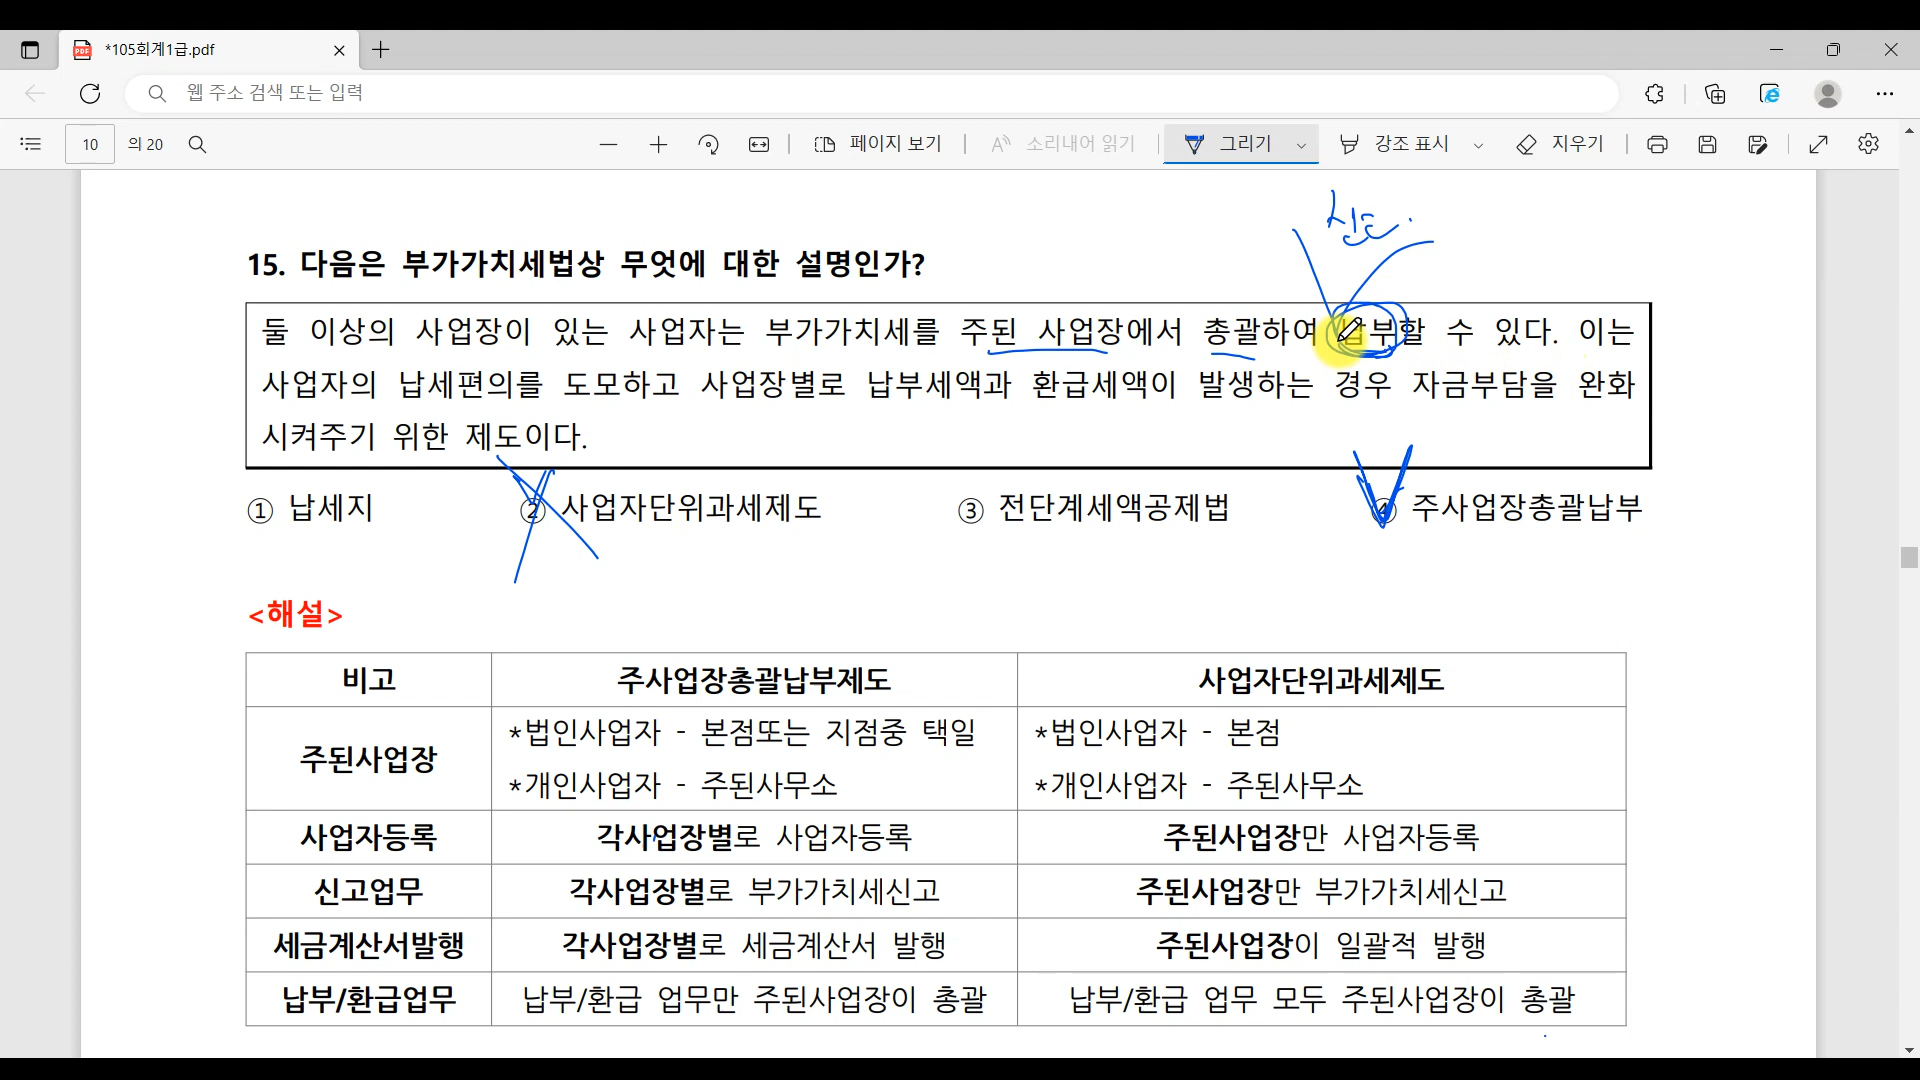 *105회계1급.pdf
웹 주소 검색 또는 입력
10 의 20
페이지 보기
소리내어 읽기
그리기
강조 표시
지우기
15. 다음은 부가가치세법상 무엇에 대한 설명인가?
둘 이상의 사업장이 있는 사업자는 부가가치세를 주된 사업장에서 총괄하여 납부할 수 있다. 이는
사업자의 납세편의를 도모하고 사업장별로 납부세액과 환급세액이 발생하는 경우 자금부담을 완화
시켜주기 위한 제도이다.
① 납세지 ② 사업자단위과세제도 ③ 전단계세액공제법 ④ 주사업장총괄납부
<해설>
비고 주사업장총괄납부제도 사업자단위과세제도
주된사업장
*법인사업자 - 본점또는 지점중 택일
*개인사업자 - 주된사무소
*법인사업자 - 본점
*개인사업자 - 주된사무소
사업자등록 각사업장별로 사업자등록 주된사업장만 사업자등록
신고업무 각사업장별로 부가가치세신고 주된사업장만 부가가치세신고
세금계산서발행 각사업장별로 세금계산서 발행 주된사업장이 일괄적 발행
납부/환급업무 납부/환급 업무만 주된사업장이 총괄 납부/환급 업무 모두 주된사업장이 총괄